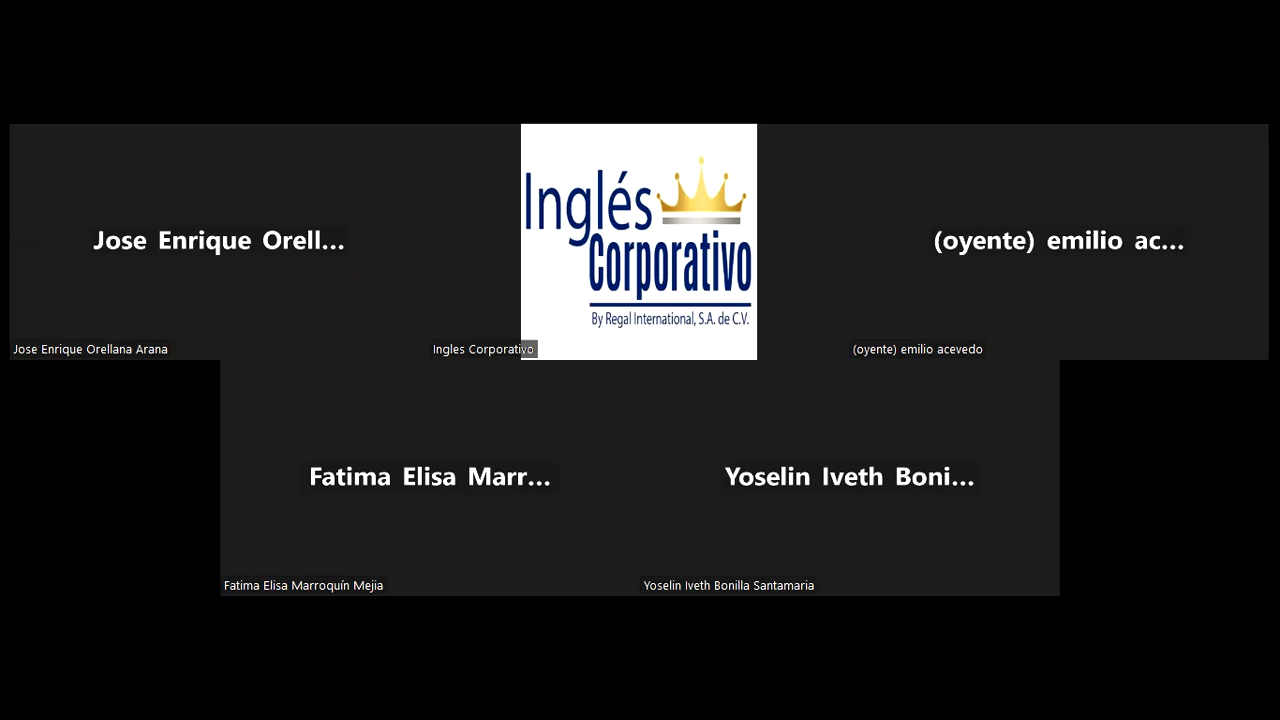 Jose Enrique Orell...
Jose Enrique Orellana Arana
Inglés
Corporativo
By Regal International, S.A. de C.V.
Ingles Corporativo
(oyente) emilio ac...
(oyente) emilio acevedo
Fatima Elisa Marr...
Fatima Elisa Marroquín Mejia
Yoselin Iveth Boni...
Yoselin Iveth Bonilla Santamaria